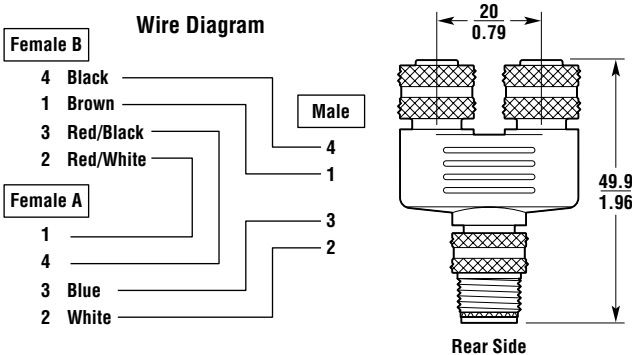 Wire Diagram
Female B
4 Black
1 Brown
3 Red/Black
2 Red/White
Female A
1
4
3 Blue
2 White
Male
4
1
3
2
20
0.79
49.9
1.96
Rear Side